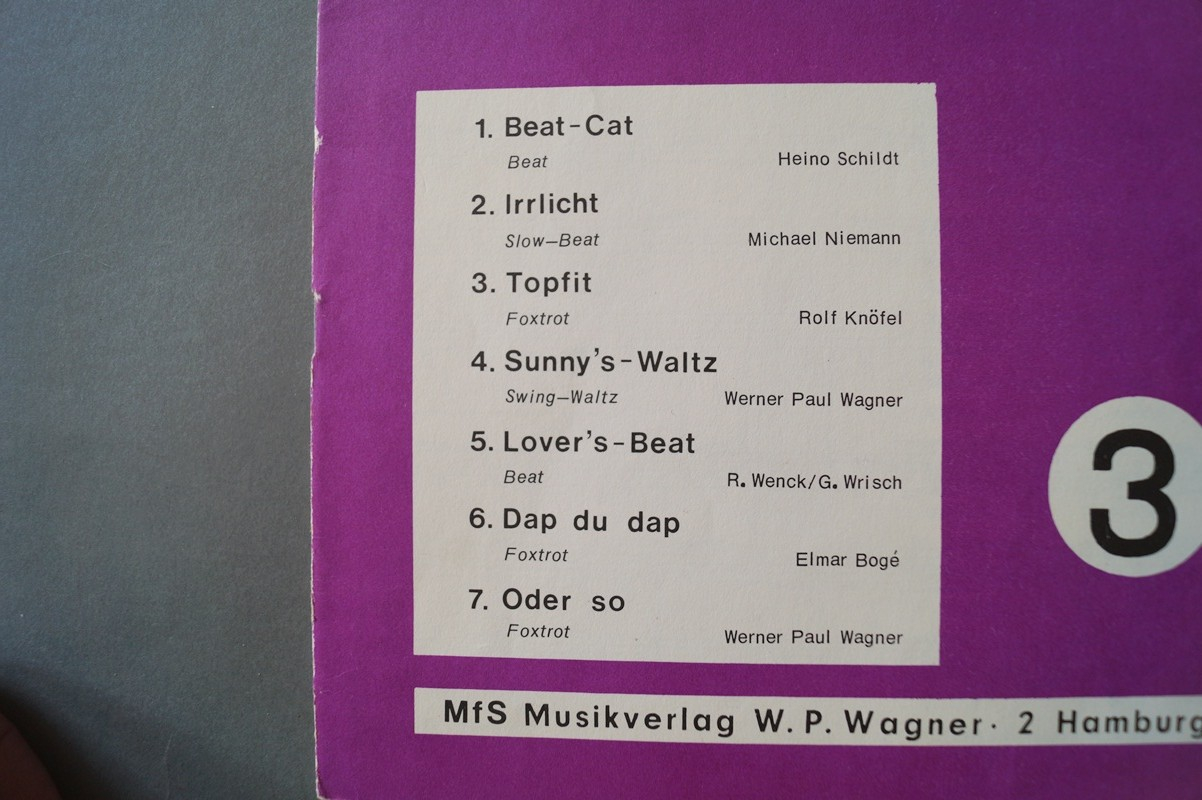 1. Beat-Cat
Beat Heino Schildt
2. Irrlicht
Slow—Beat Michael Niemann
3. Topfit
Foxtrot Rolf Knöfel
4. Sunny's-Waltz
Swing—Waltz Werner Paul Wagner
5. Lover's-Beat
Beat R. Wenck/G. Wrisch
6. Dap du dap
Foxtrot Elmar Bogé
7. Oder so
Foxtrot Werner Paul Wagner
3
MfS Musikverlag W. P. Wagner · 2 Hamburg